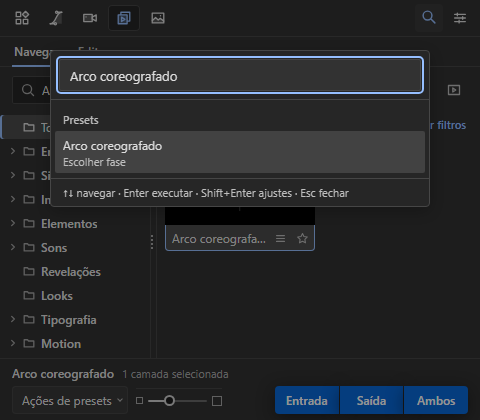 Arco coreografado
Presets
Arco coreografado
Escolher fase
↑↓ navegar · Enter executar · Shift+Enter ajustes · Esc fechar
r filtros
Elementos
Sons
Revelações
Looks
Tipografia
Motion
Arco coreografa...
Arco coreografado 1 camada selecionada
Ações de presets
Entrada Saída Ambos